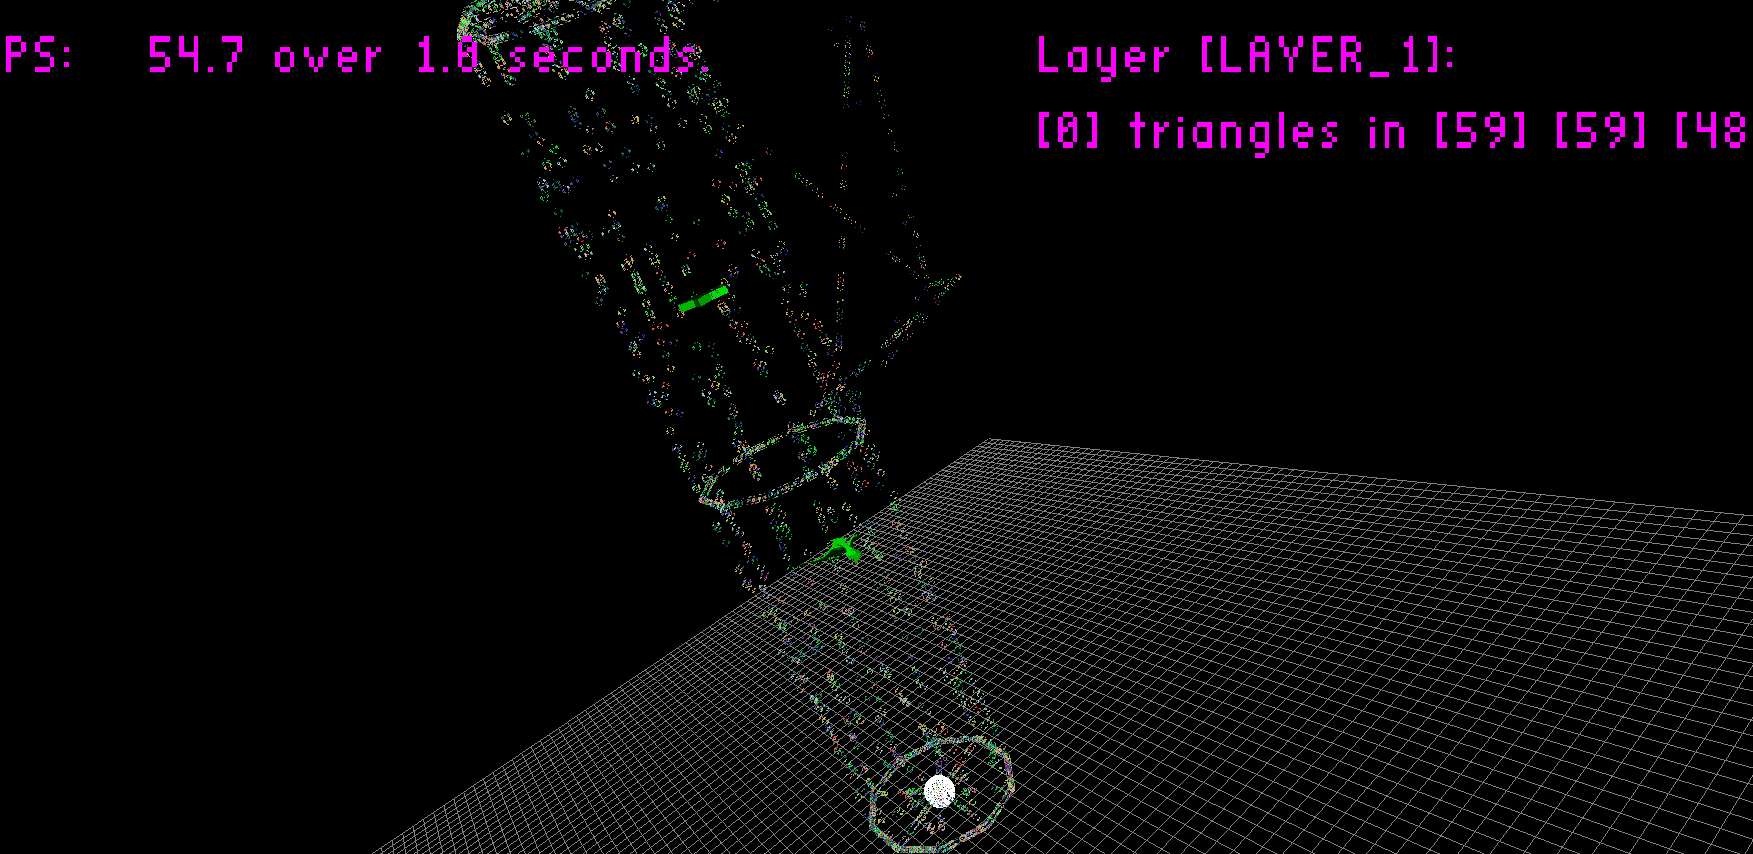 PS: 54.7 over 1.0 seconds.
Layer [LAYER_1]:
[0] triangles in [59] [59] [48